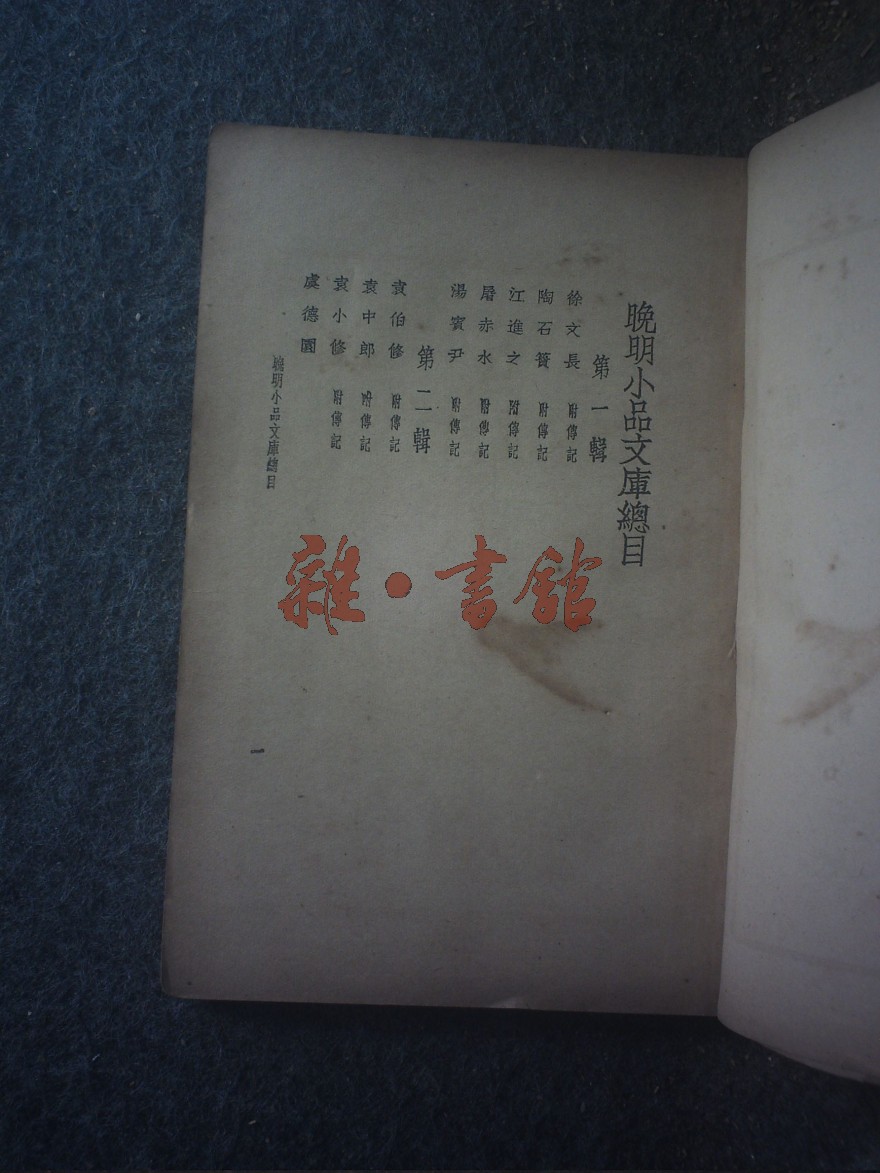 晚明小品文庫總目
第一輯
徐文長 附傳記
陶石簣 附傳記
江進之 附傳記
屠赤水 附傳記
湯賓尹 附傳記
第二輯
袁伯修 附傳記
袁中郎 附傳記
袁小修 附傳記
虞德園
晚明小品文庫總目
一
雜·書館